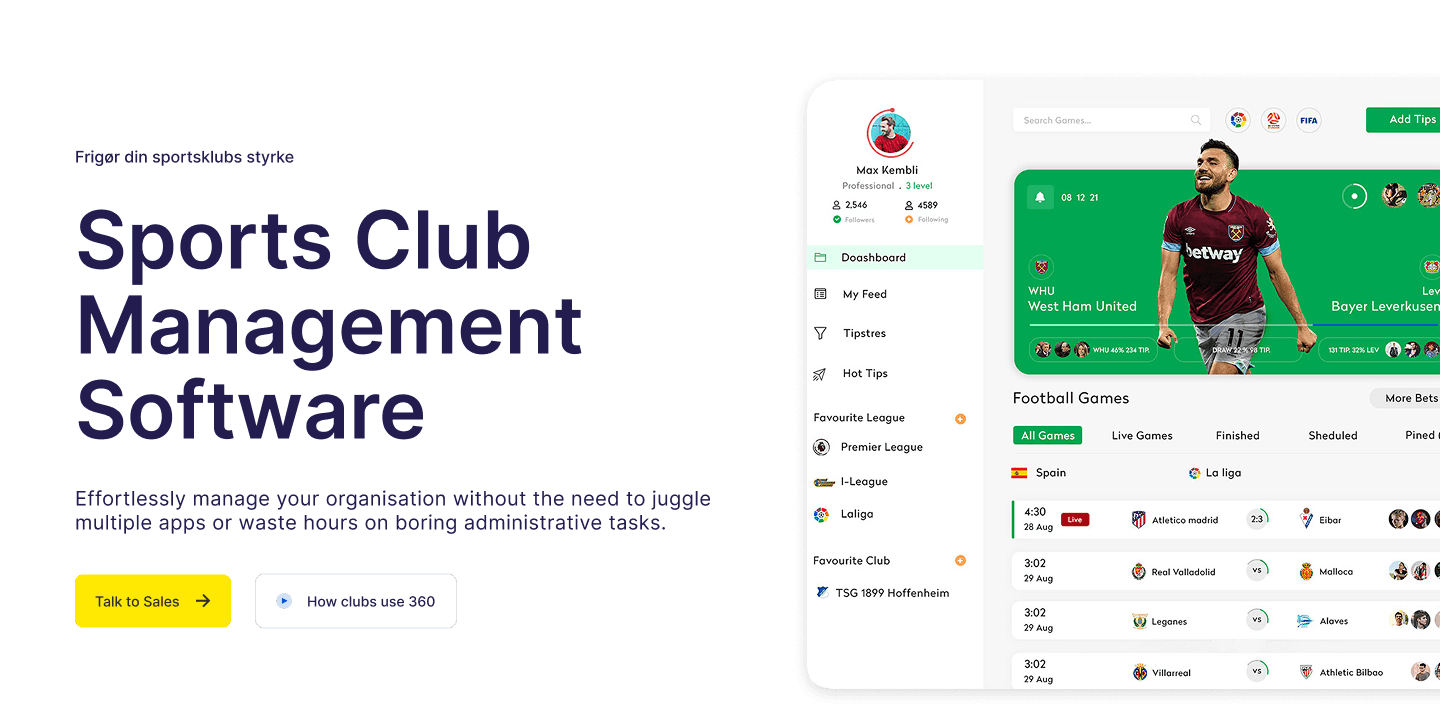 Frigør din sportsklubs styrke
Sports Club
Management
Software
Effortlessly manage your organisation without the need to juggle
multiple apps or waste hours on boring administrative tasks.
Talk to Sales
How clubs use 360
Max Kembli
Professional . 3 level
2,546 4589
Followers Following
Doashboard
My Feed
Tipstres
Hot Tips
Favourite League
Premier League
I-League
Laliga
Favourite Club
TSG 1899 Hoffenheim
Search Games...
FIFA
Add Tips
08 12 21
betway
11
WHU Lev
West Ham United Bayer Leverkusen
WHU 46% 234 TIP. DRAW 22 % 98 TIP. 131 TIP. 32% LEV
Football Games More Bets
All Games Live Games Finished Sheduled Pined (
Spain La liga
4:30
28 Aug Live Atletico madrid 2:3 Eibar
3:02
29 Aug Real Valladolid VS Malloca
3:02
29 Aug Leganes VS Alaves
3:02
29 Aug Villarreal VS Athletic Bilbao